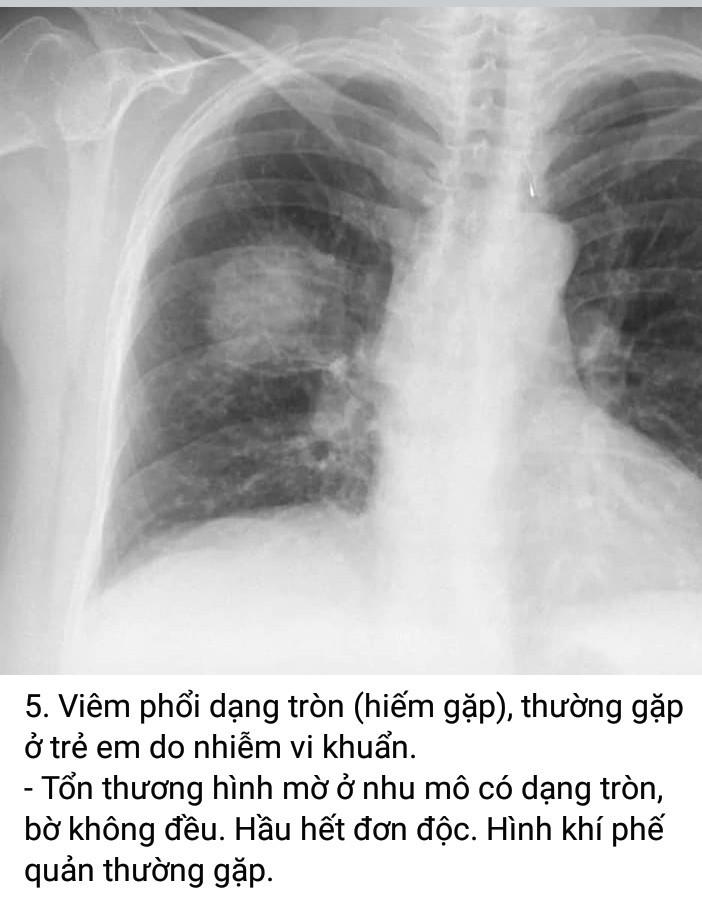 5. Viêm phổi dạng tròn (hiếm gặp), thường gặp
ở trẻ em do nhiễm vi khuẩn.
- Tổn thương hình mờ ở nhu mô có dạng tròn,
bờ không đều. Hầu hết đơn độc. Hình khí phế
quản thường gặp.